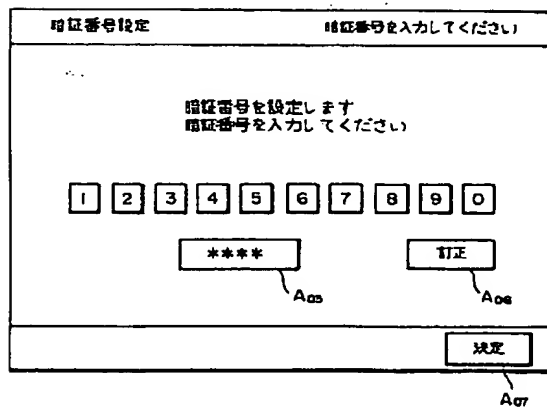 暗証番号設定 暗証番号を入力してください
暗証番号を設定します
暗証番号を入力してください
1 2 3 4 5 6 7 8 9 0
**** 訂正
A05 A06
決定
A07